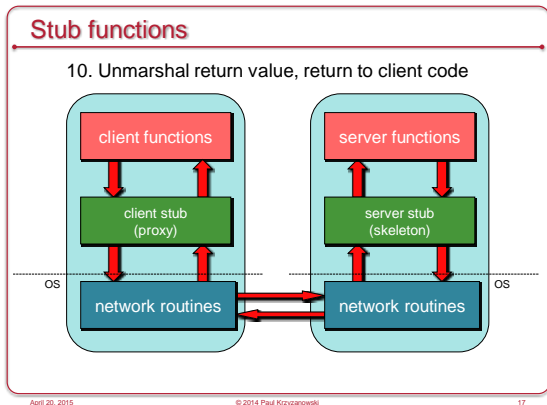 Stub functions
10. Unmarshal return value, return to client code
client functions
server functions
client stub
(proxy)
server stub
(skeleton)
OS
OS
network routines
network routines
April 20, 2015
© 2014 Paul Krzyzanowski
17